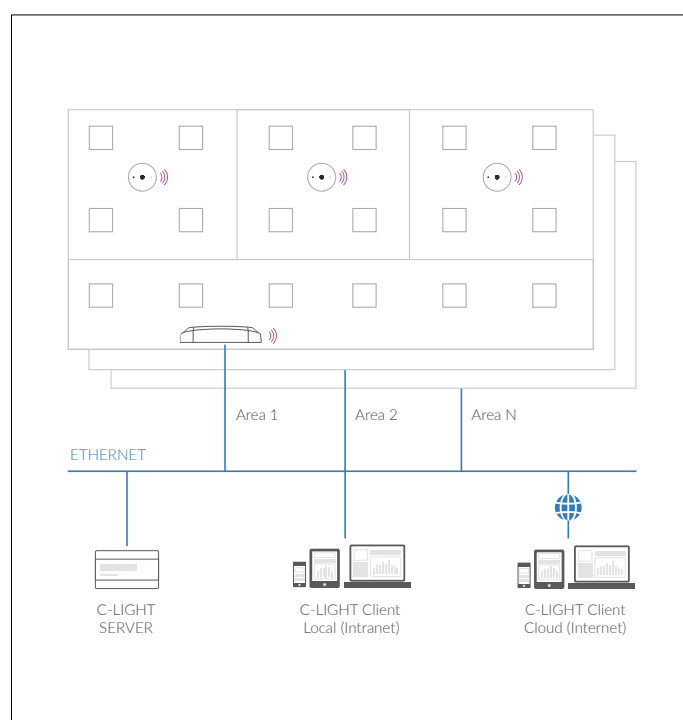 Area 1
Area 2
Area N
ETHERNET
C-LIGHT
SERVER
C-LIGHT Client
Local (Intranet)
C-LIGHT Client
Cloud (Internet)